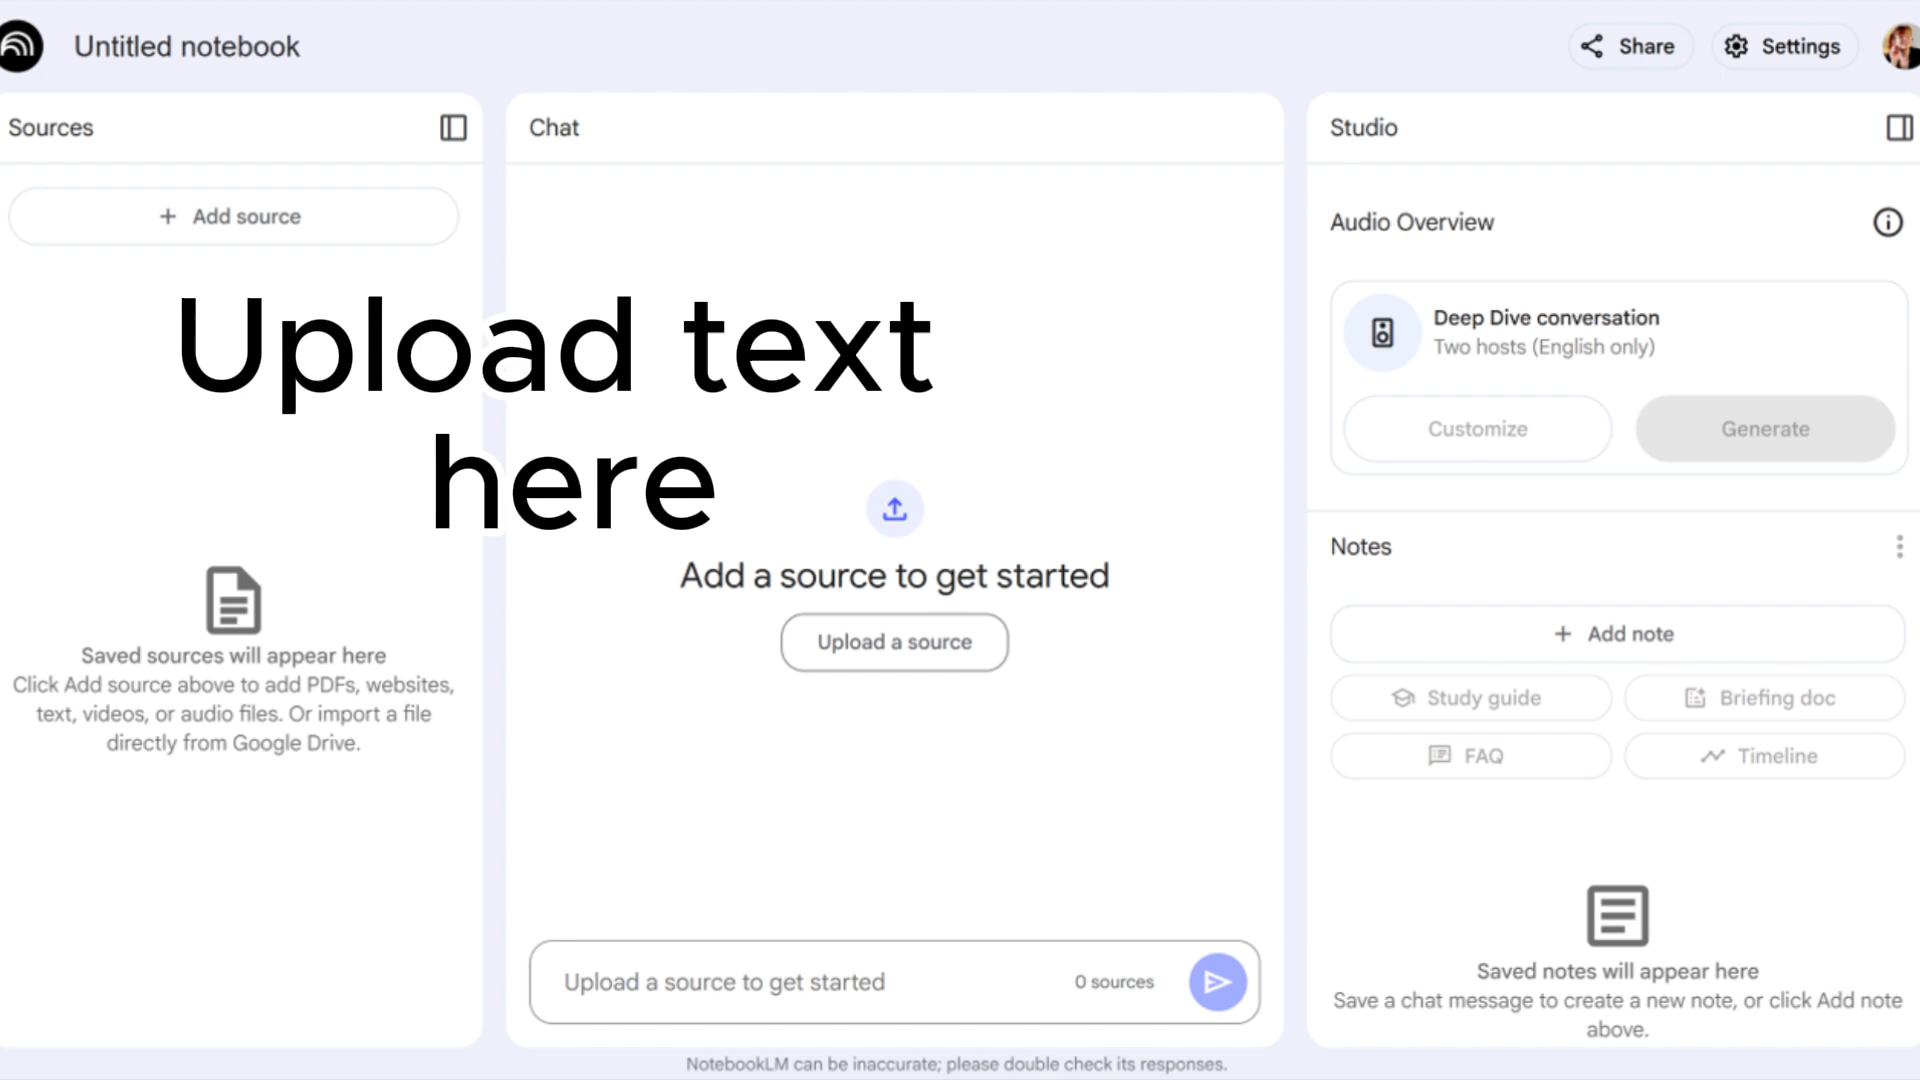 Untitled notebook
Share
Settings
Sources
Chat
Studio
+ Add source
Audio Overview
Upload text
here
Deep Dive conversation
Two hosts (English only)
Customize
Generate
Notes
Add a source to get started
Upload a source
+ Add note
Study guide
Briefing doc
FAQ
Timeline
Saved sources will appear here
Click Add source above to add PDFs, websites,
text, videos, or audio files. Or import a file
directly from Google Drive.
Saved notes will appear here
Save a chat message to create a new note, or click Add note
above.
Upload a source to get started
0 sources
NotebookLM can be inaccurate; please double check its responses.